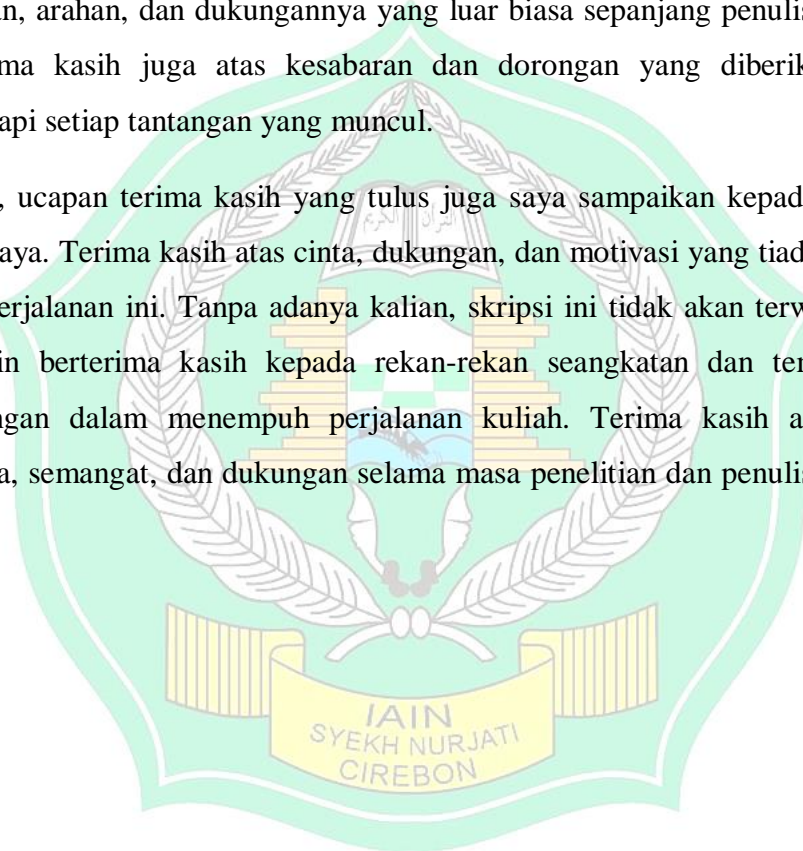 an, arahan, dan dukungannya yang luar biasa sepanjang penulis
ma kasih juga atas kesabaran dan dorongan yang diberik
api setiap tantangan yang muncul.
, ucapan terima kasih yang tulus juga saya sampaikan kepad
aya. Terima kasih atas cinta, dukungan, dan motivasi yang tiad
erjalanan ini. Tanpa adanya kalian, skripsi ini tidak akan terw
in berterima kasih kepada rekan-rekan seangkatan dan ter
ngan dalam menempuh perjalanan kuliah. Terima kasih a
a, semangat, dan dukungan selama masa penelitian dan penulis
القرآن الكريم
IAIN
SYEKH NURJATI
CIREBON